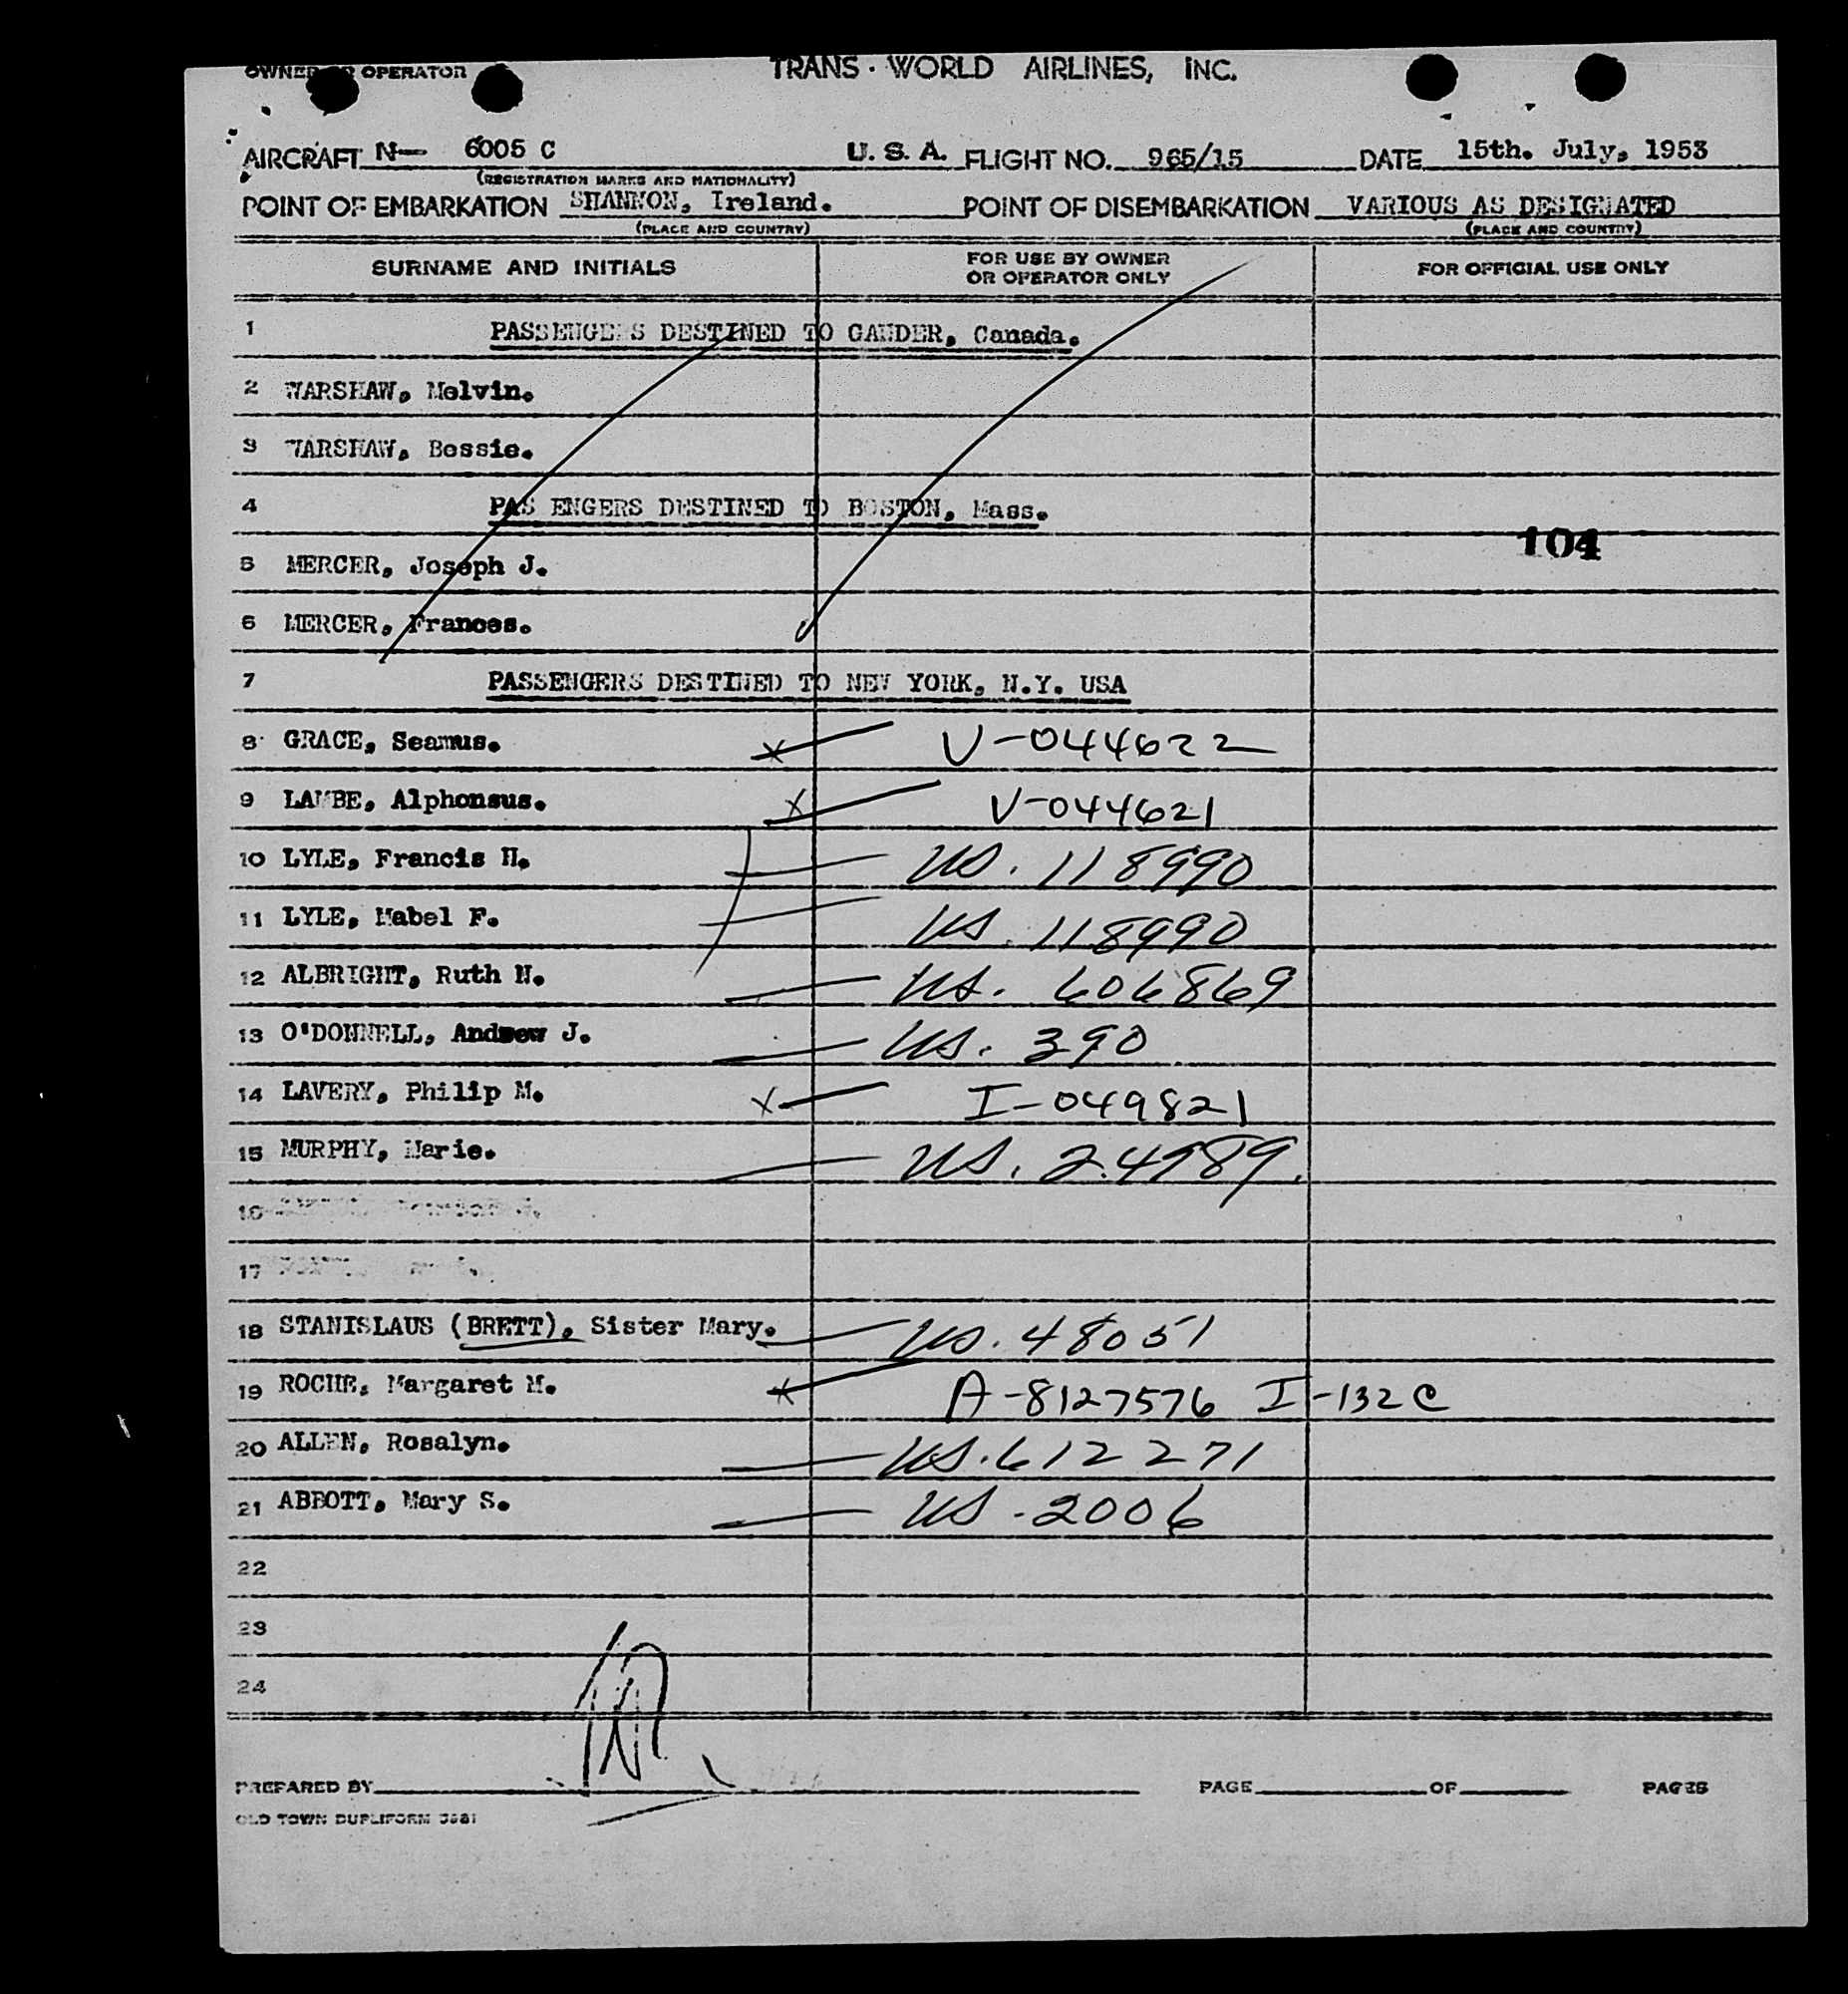 OWNER OR OPERATOR TRANS · WORLD AIRLINES, INC.
AIRCRAFT N- 6005 C U. S. A. FLIGHT NO. 965/15 DATE 15th. July, 1953
(REGISTRATION MARKS AND NATIONALITY)
POINT OF EMBARKATION SHANNON, Ireland. POINT OF DISEMBARKATION VARIOUS AS DESIGNATED
(PLACE AND COUNTRY) (PLACE AND COUNTRY)
SURNAME AND INITIALS FOR USE BY OWNER OR OPERATOR ONLY FOR OFFICIAL USE ONLY
1 PASSENGERS DESTINED TO GANDER, Canada.
2 WARSHAW, Melvin.
3 WARSHAW, Bessie.
4 PAS ENGERS DESTINED TO BOSTON, Mass.
104
5 MERCER, Joseph J.
6 MERCER, Frances.
7 PASSENGERS DESTINED TO NEW YORK, N.Y. USA
8 GRACE, Seamus. x V-044622
9 LAMBE, Alphonsus. x V-044621
10 LYLE, Francis H. US. 118990
11 LYLE, Mabel F. US. 118990
12 ALBRIGHT, Ruth N. US. 606869
13 O'DONNELL, Andrew J. US. 390
14 LAVERY, Philip M. x I-049821
15 MURPHY, Marie. US. 24989.
16
17
18 STANISLAUS (BRETT), Sister Mary. US. 48051
19 ROCHE, Margaret M. x A-8127576 I-132C
20 ALLEN, Rosalyn. US. 612271
21 ABBOTT, Mary S. US - 2006
22
23
24
PREPARED BY PAGE OF PAGES
OLD TOWN DUPLIFORM 3581